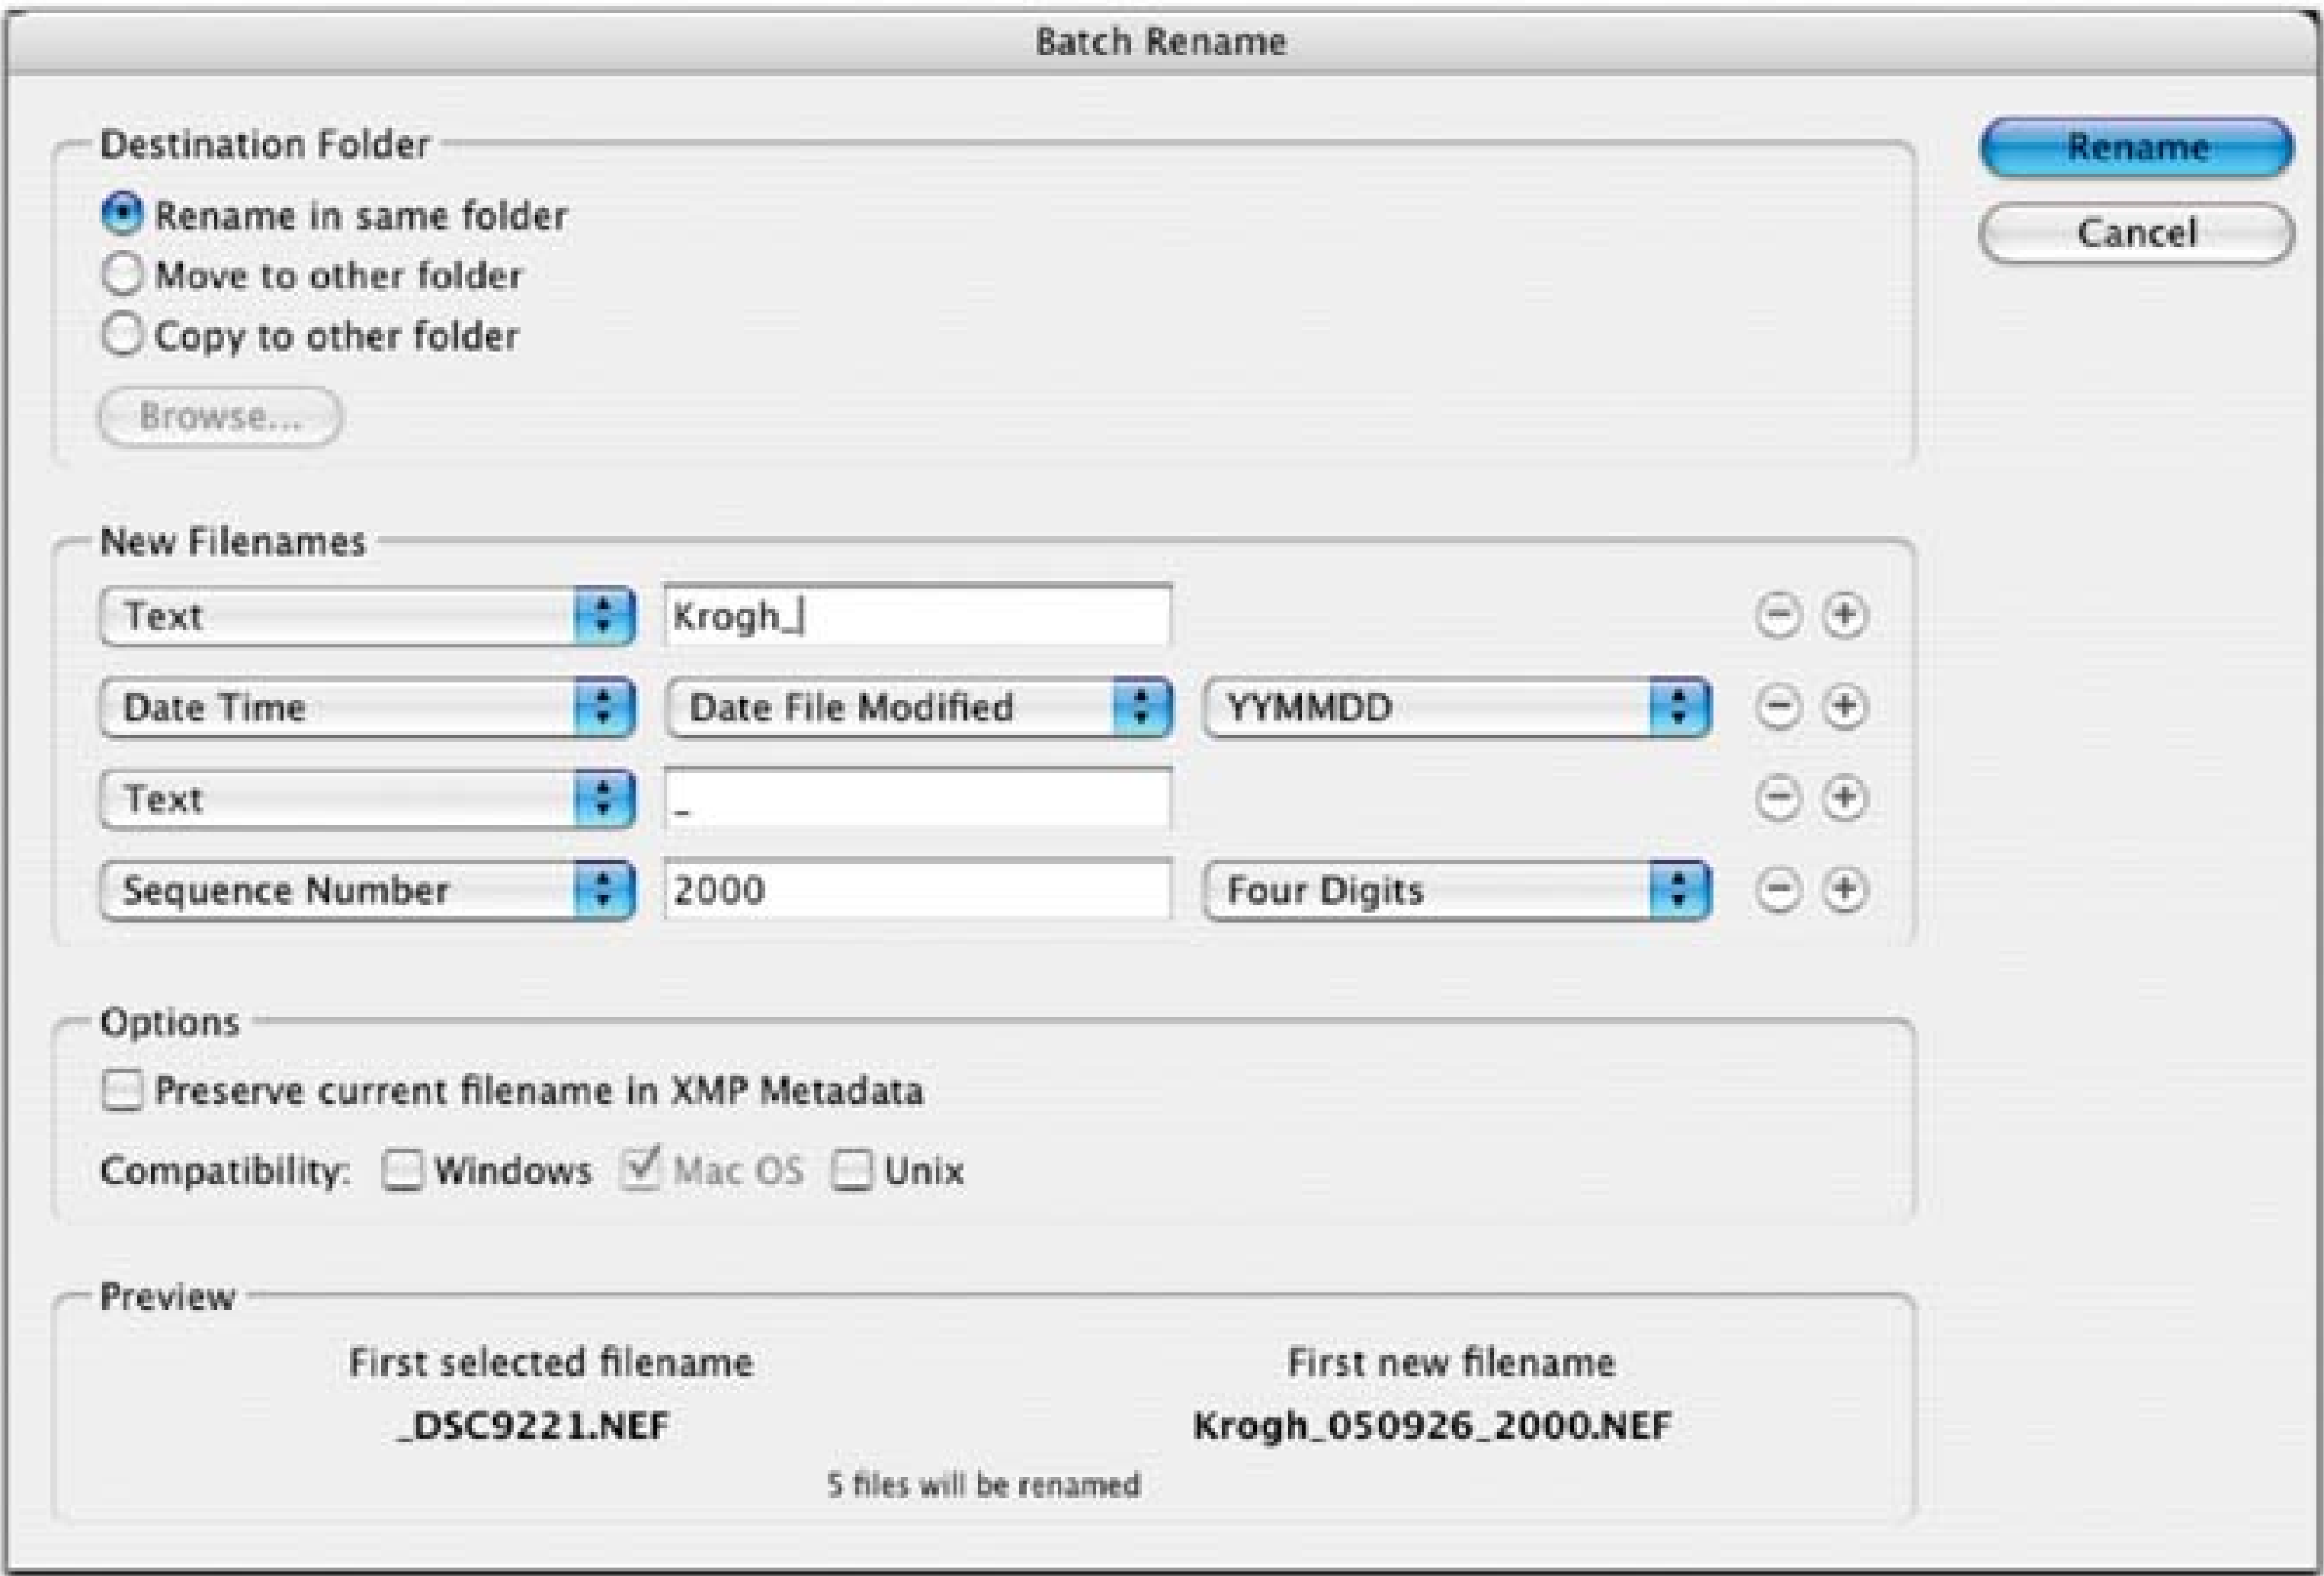 Batch Rename
Destination Folder
Rename
Rename in same folder
Cancel
Move to other folder
Copy to other folder
Browse...
New Filenames
Text Krogh_
Date Time Date File Modified YYMMDD
Text _
Sequence Number 2000 Four Digits
Options
Preserve current filename in XMP Metadata
Compatibility: Windows Mac OS Unix
Preview
First selected filename First new filename
_DSC9221.NEF Krogh_050926_2000.NEF
5 files will be renamed